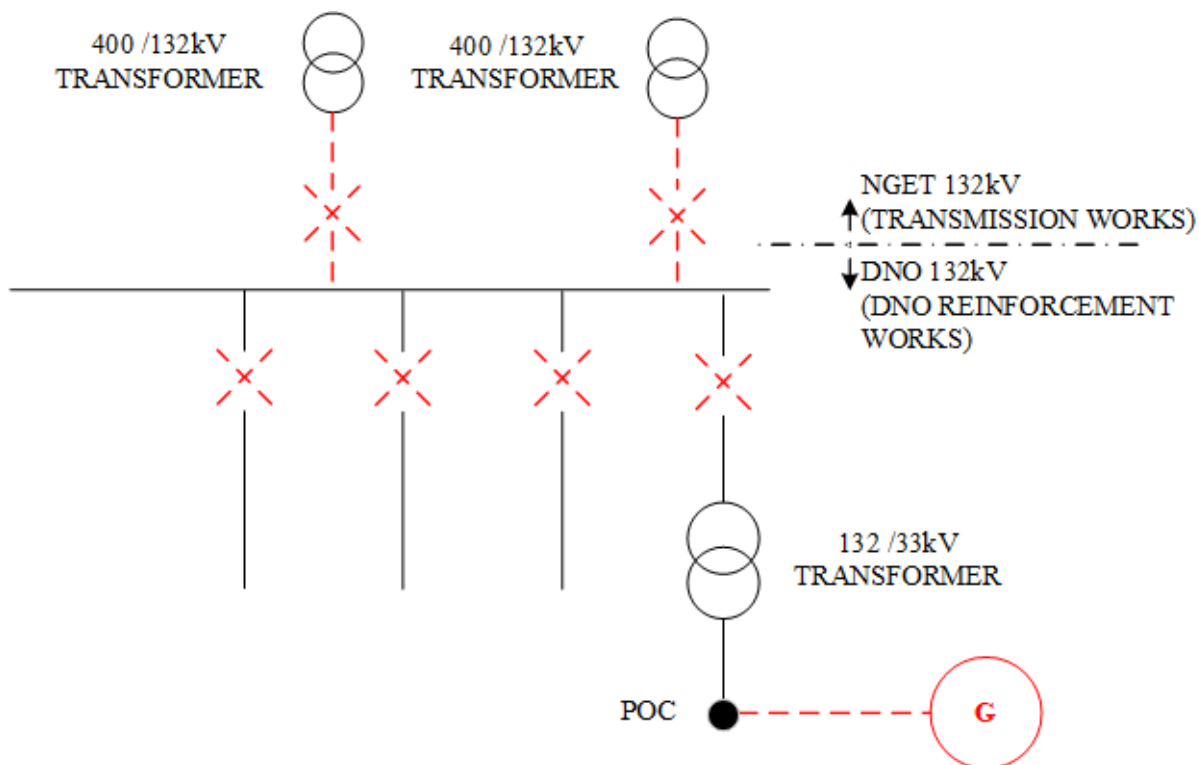 400 /132kV
TRANSFORMER
400 /132kV
TRANSFORMER
NGET 132kV
(TRANSMISSION WORKS)
DNO 132kV
(DNO REINFORCEMENT
WORKS)
132 /33kV
TRANSFORMER
POC
G